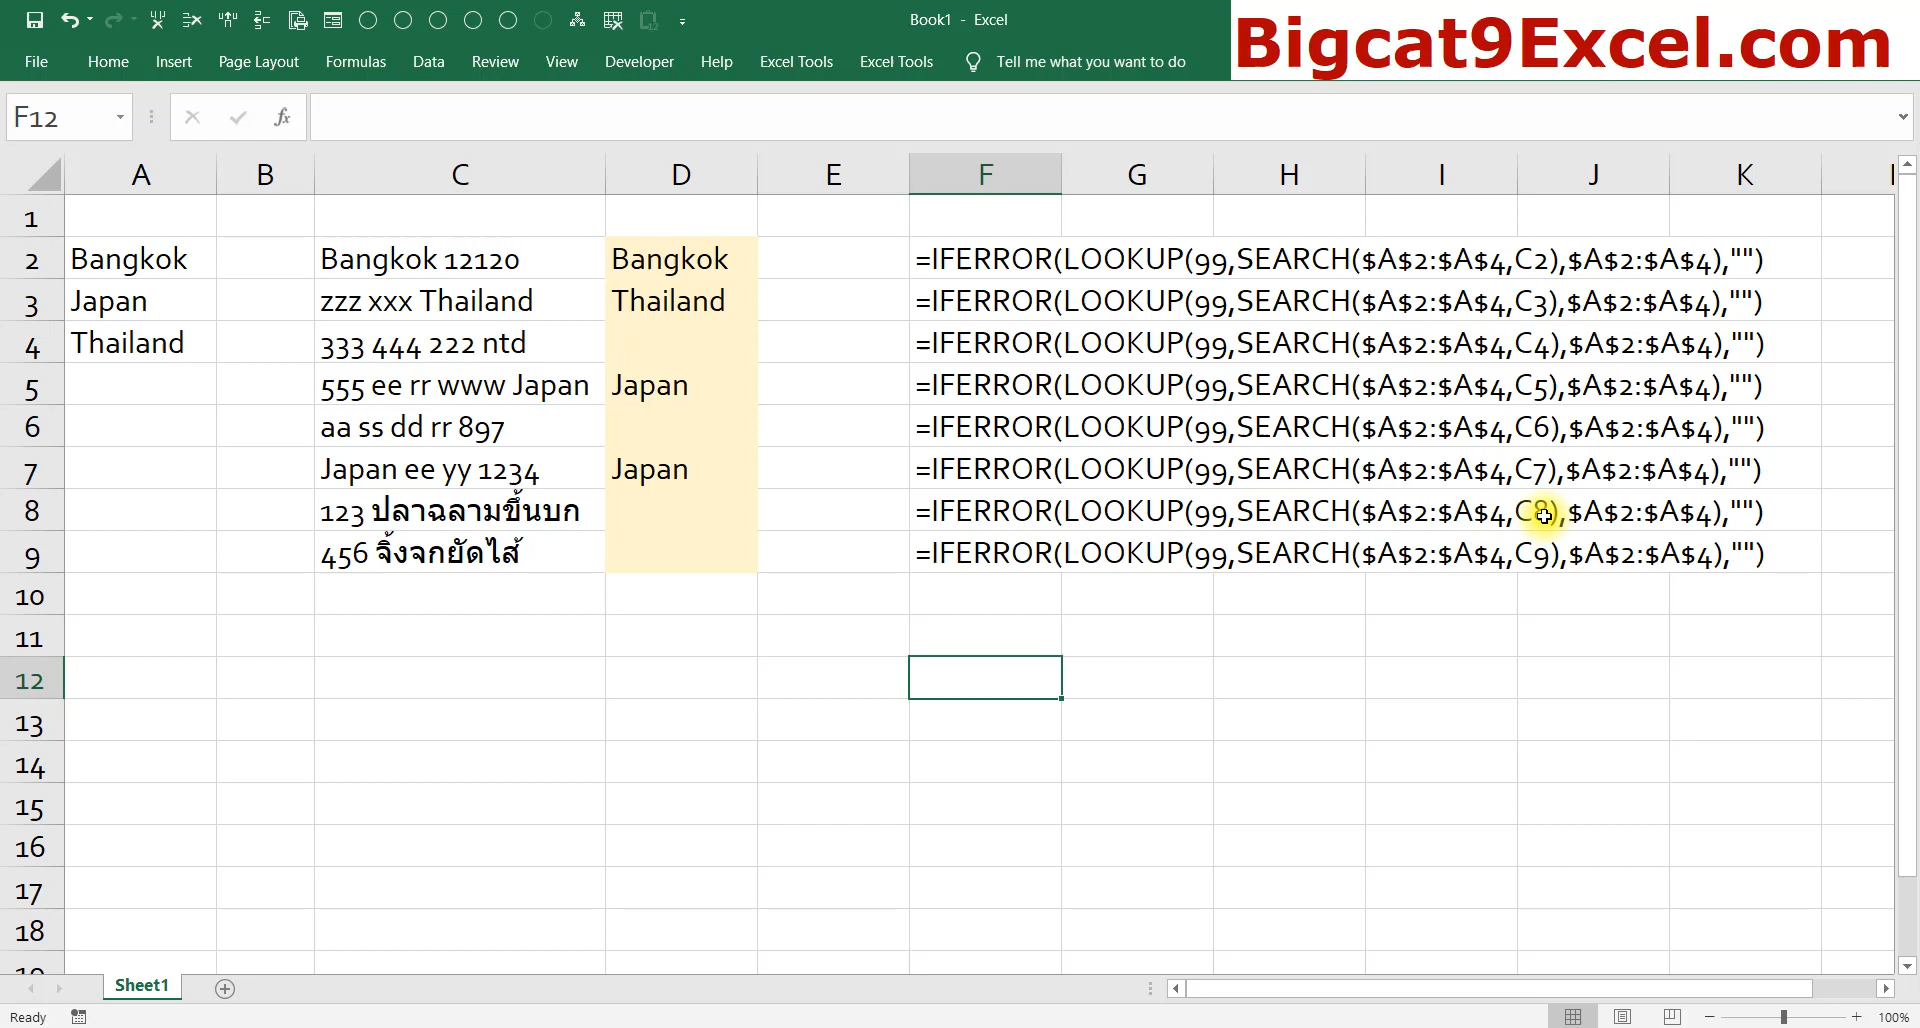 Book1 - Excel
Bigcat9Excel.com
File Home Insert Page Layout Formulas Data Review View Developer Help Excel Tools Excel Tools Tell me what you want to do
F12 fx
A B C D E F G H I J K
1
2 Bangkok Bangkok 12120 Bangkok =IFERROR(LOOKUP(99,SEARCH($A$2:$A$4,C2),$A$2:$A$4),"")
3 Japan zzz xxx Thailand Thailand =IFERROR(LOOKUP(99,SEARCH($A$2:$A$4,C3),$A$2:$A$4),"")
4 Thailand 333 444 222 ntd =IFERROR(LOOKUP(99,SEARCH($A$2:$A$4,C4),$A$2:$A$4),"")
5 555 ee rr www Japan Japan =IFERROR(LOOKUP(99,SEARCH($A$2:$A$4,C5),$A$2:$A$4),"")
6 aa ss dd rr 897 =IFERROR(LOOKUP(99,SEARCH($A$2:$A$4,C6),$A$2:$A$4),"")
7 Japan ee yy 1234 Japan =IFERROR(LOOKUP(99,SEARCH($A$2:$A$4,C7),$A$2:$A$4),"")
8 123 ปลาฉลามขึ้นบก =IFERROR(LOOKUP(99,SEARCH($A$2:$A$4,C8),$A$2:$A$4),"")
9 456 จิ้งจกยัดไส้ =IFERROR(LOOKUP(99,SEARCH($A$2:$A$4,C9),$A$2:$A$4),"")
10
11
12
13
14
15
16
17
18
Sheet1
Ready 100%